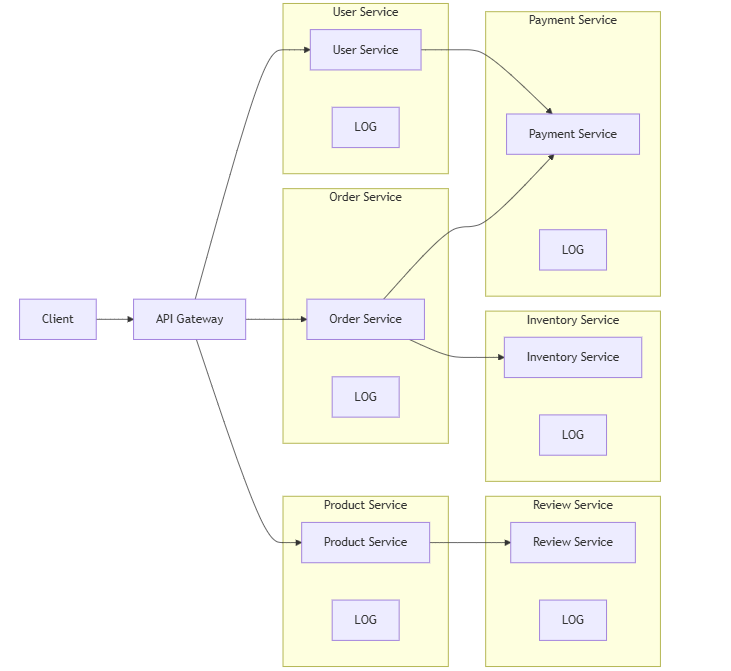 User Service
User Service
LOG
Payment Service
Payment Service
LOG
Order Service
Client
API Gateway
Order Service
LOG
Inventory Service
Inventory Service
LOG
Product Service
Product Service
LOG
Review Service
Review Service
LOG